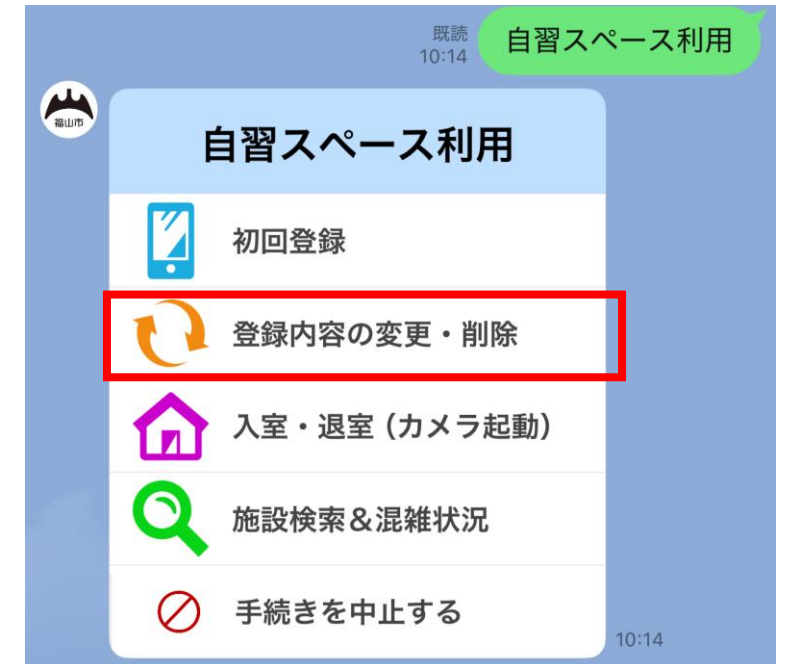 既読
10:14
自習スペース利用
福山市
自習スペース利用
初回登録
登録内容の変更・削除
入室・退室(カメラ起動)
施設検索&混雑状況
手続きを中止する
10:14